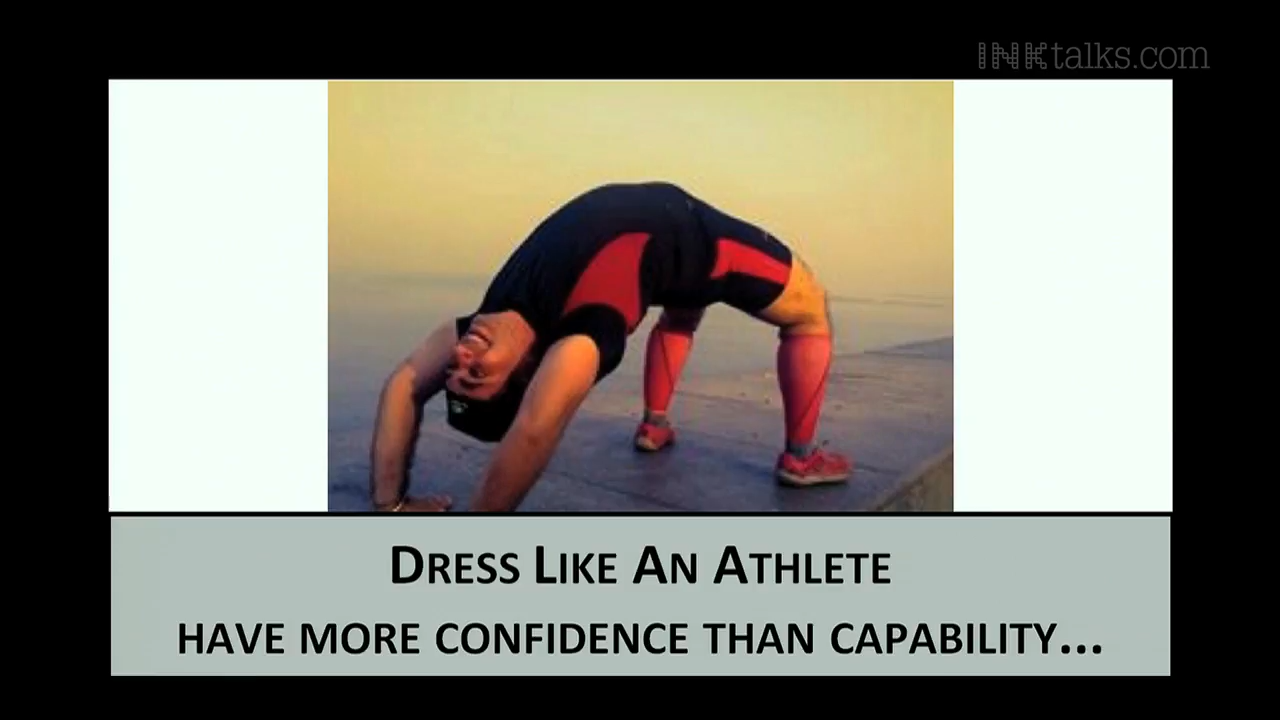 INKtalks.com
DRESS LIKE AN ATHLETE
HAVE MORE CONFIDENCE THAN CAPABILITY...